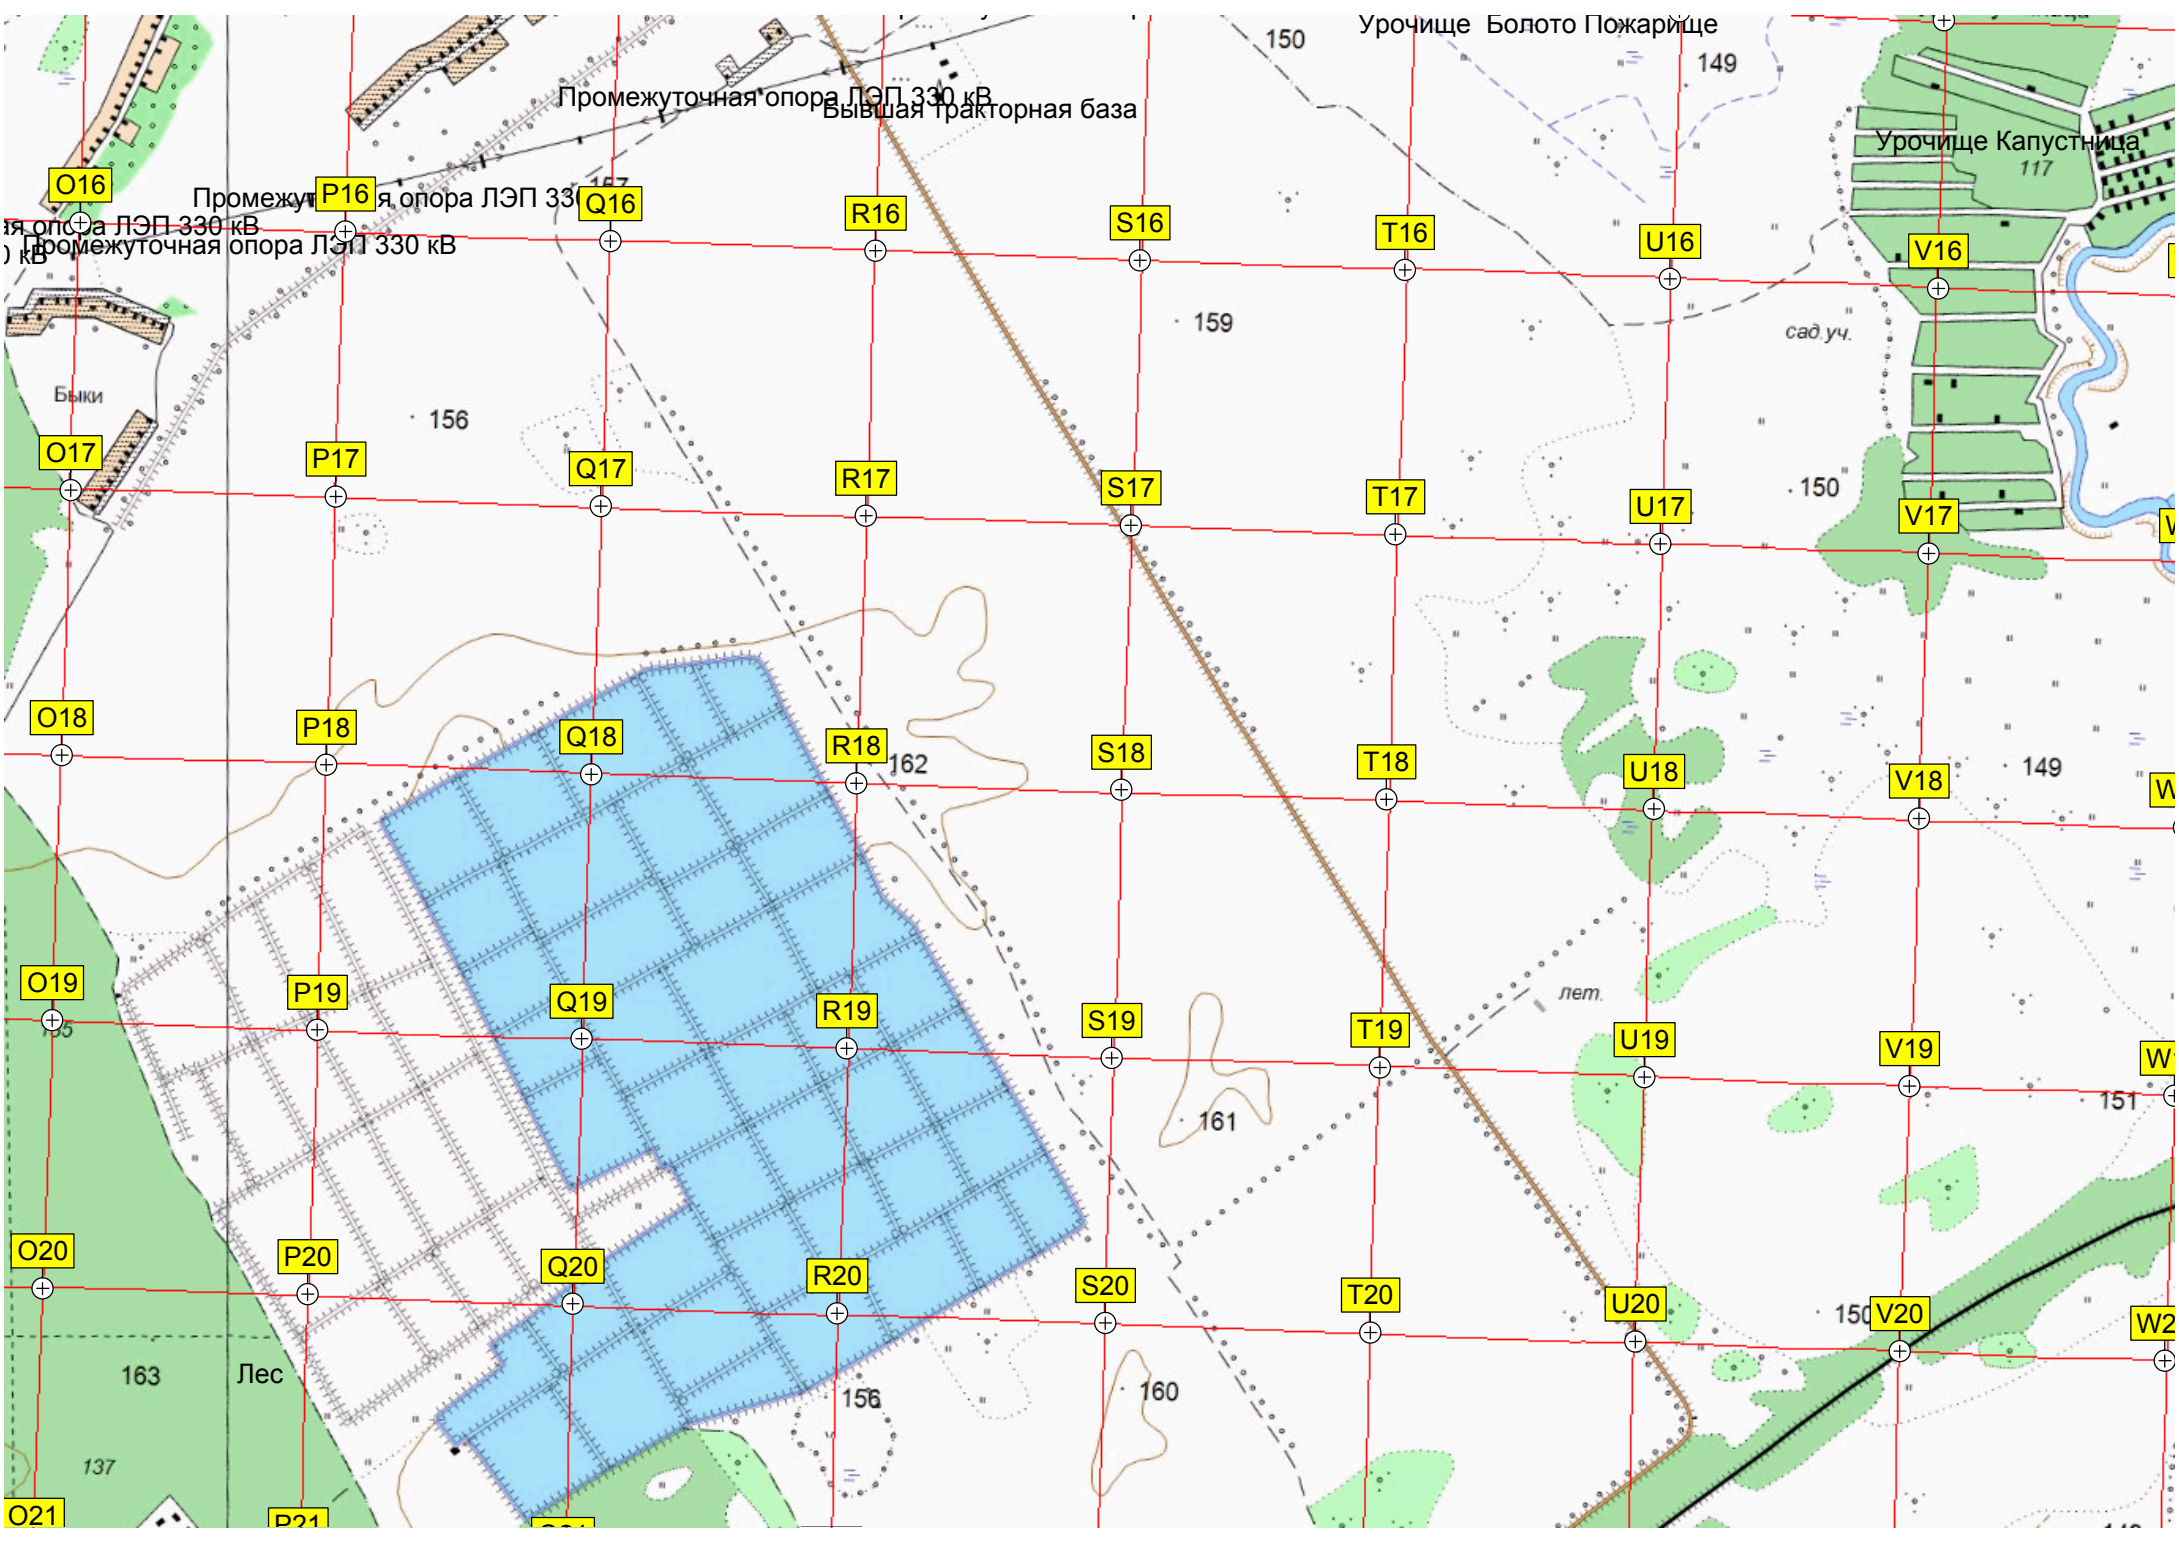 Урочище Болото Пожарище
150
149
Промежуточная опора ЛЭП 330 кВ
Бывшая тракторная база
Урочище Капустница
117
O16
P16
Q16
R16
S16
T16
U16
V16
157
опора ЛЭП 330 кВ
Промежуточная опора ЛЭП 330 кВ
кВ
159
сад.уч.
Быки
156
O17
P17
Q17
R17
S17
T17
U17
V17
150
O18
P18
Q18
R18
S18
T18
U18
V18
162
149
O19
P19
Q19
R19
S19
T19
U19
V19
лет.
161
151
O20
P20
Q20
R20
S20
T20
U20
V20
150
163
Лес
156
160
137
O21
P21